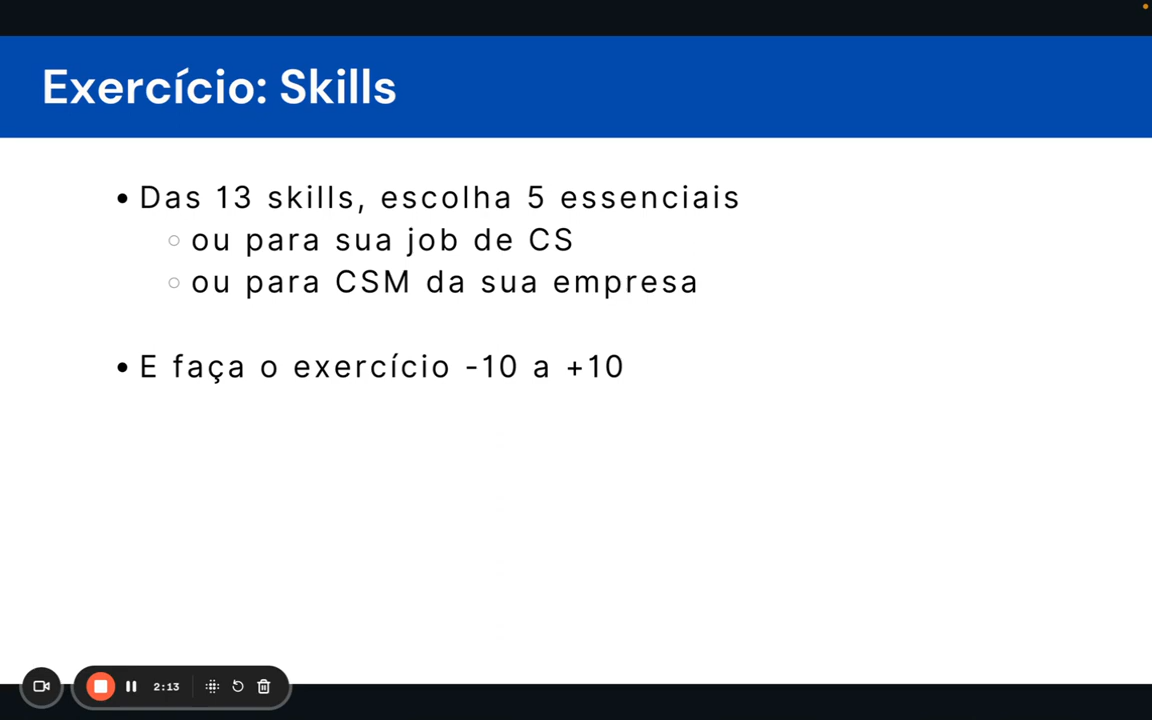 Exercício: Skills
Das 13 skills, escolha 5 essenciais
ou para sua job de CS
ou para CSM da sua empresa
E faça o exercício -10 a +10
2:13